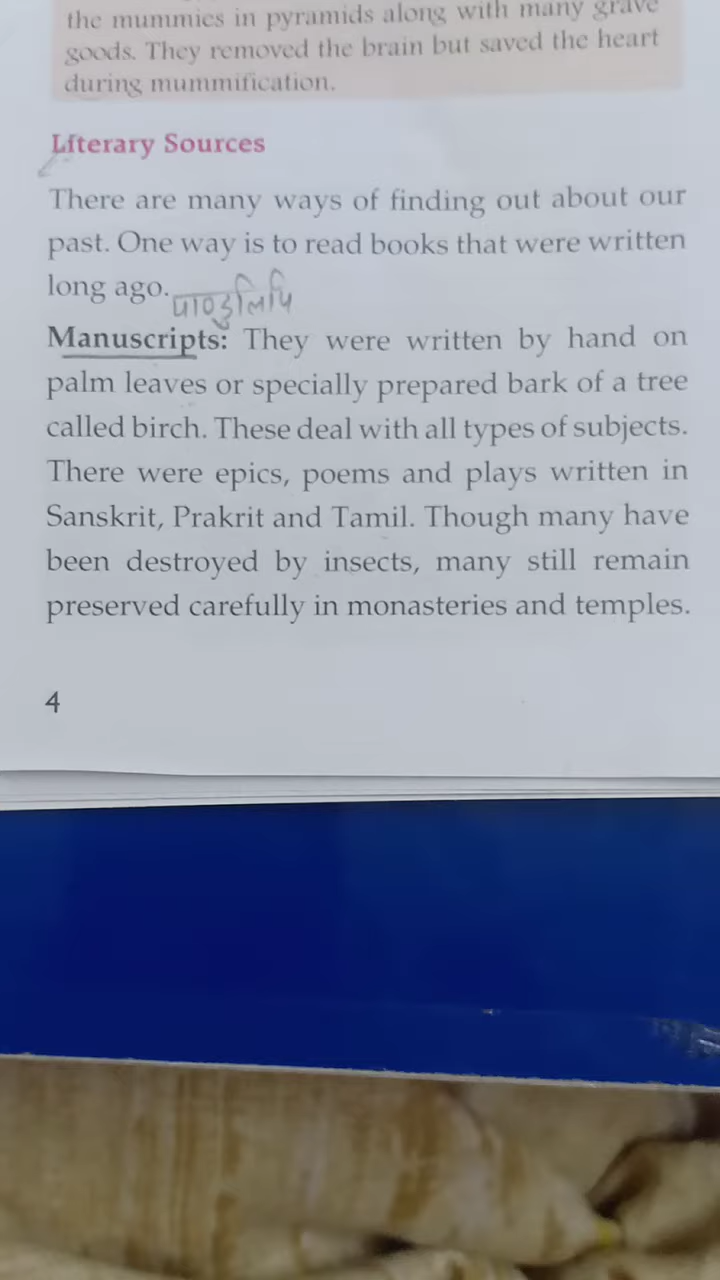 the mummies in pyramids along with many grave
goods. They removed the brain but saved the heart
during mummification.
Literary Sources
There are many ways of finding out about our
past. One way is to read books that were written
long ago.
पाण्डुलिपि
Manuscripts: They were written by hand on
palm leaves or specially prepared bark of a tree
called birch. These deal with all types of subjects.
There were epics, poems and plays written in
Sanskrit, Prakrit and Tamil. Though many have
been destroyed by insects, many still remain
preserved carefully in monasteries and temples.
4